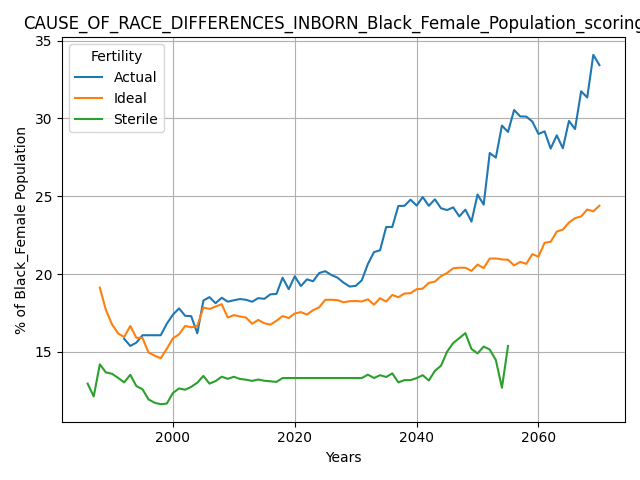 CAUSE_OF_RACE_DIFFERENCES_INBORN_Black_Female_Population_scoring
Fertility
Actual
Ideal
Sterile
% of Black_Female Population
35
30
25
20
15
2000
2020
2040
2060
Years